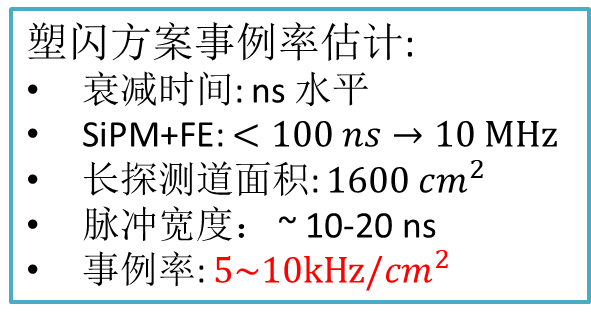 塑闪方案事例率估计:
• 衰减时间: ns 水平
• SiPM+FE: < 100 ns → 10 MHz
• 长探测道面积: 1600 cm²
• 脉冲宽度： ~ 10-20 ns
• 事例率: 5~10kHz/cm²